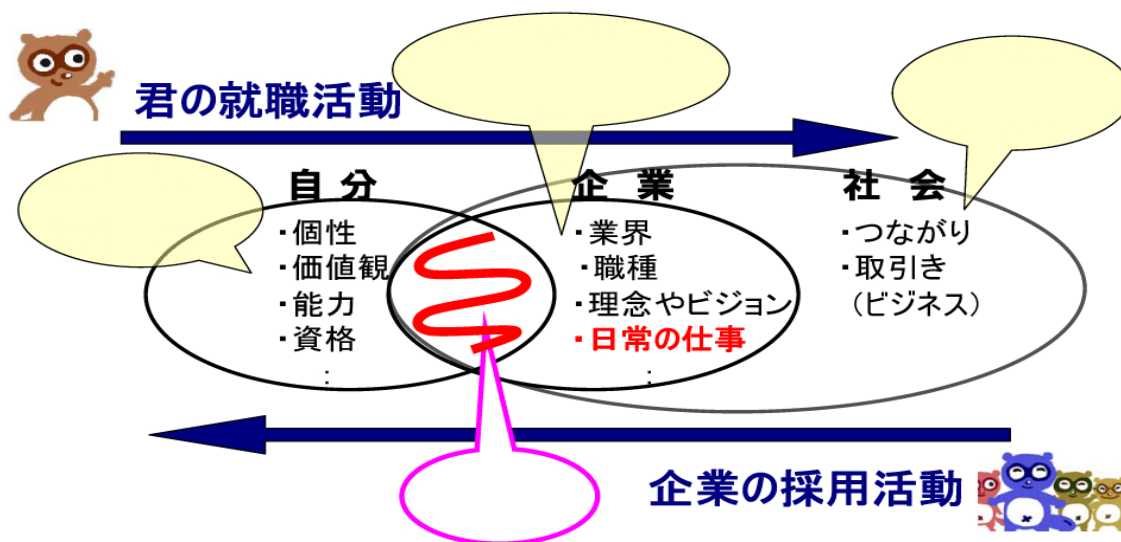 君の就職活動
自分
・個性
・価値観
・能力
・資格
:
企業
・業界
・職種
・理念やビジョン
・日常の仕事
:
社会
・つながり
・取引き
（ビジネス）
企業の採用活動